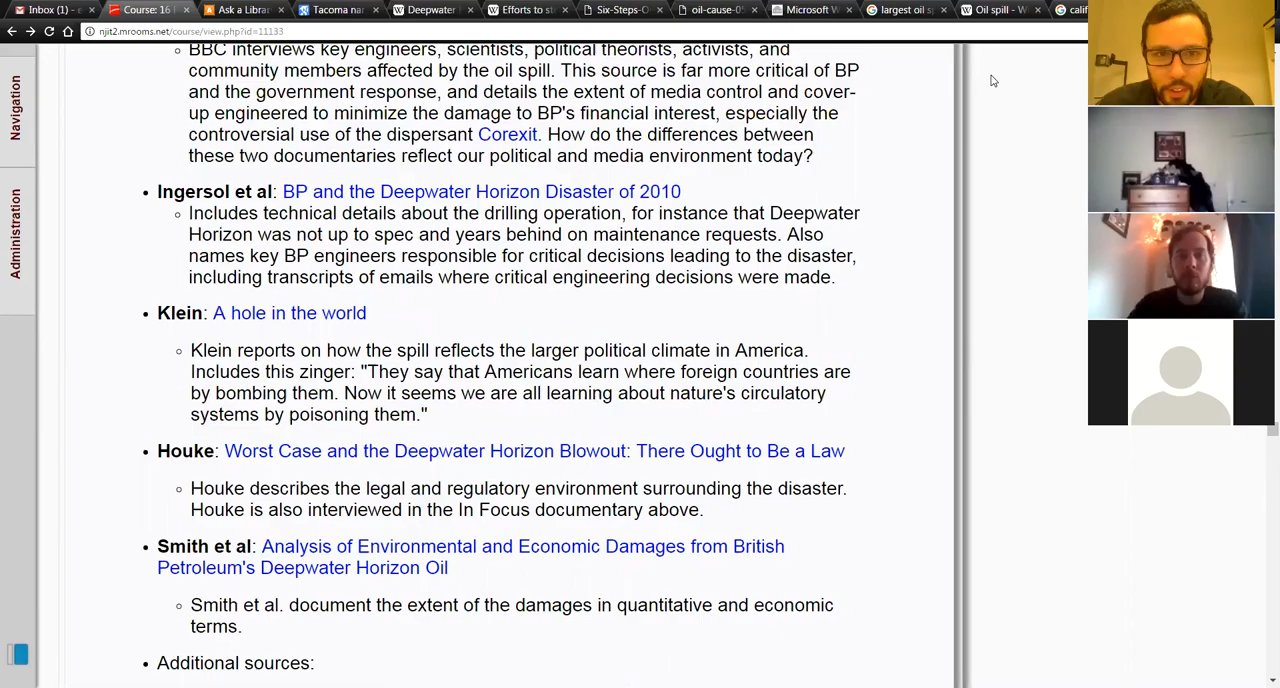 Inbox (1) - e
Course: 16 F
Ask a Librar
Tacoma nar
Deepwater
Efforts to st
Six-Steps-O
oil-cause-05
Microsoft W
largest oil s
Oil spill - W
calif
njit2.mrooms.net/course/view.php?id=11133
Navigation
Administration
BBC interviews key engineers, scientists, political theorists, activists, and
community members affected by the oil spill. This source is far more critical of BP
and the government response, and details the extent of media control and cover-
up engineered to minimize the damage to BP's financial interest, especially the
controversial use of the dispersant Corexit. How do the differences between
these two documentaries reflect our political and media environment today?
Ingersol et al: BP and the Deepwater Horizon Disaster of 2010
Includes technical details about the drilling operation, for instance that Deepwater
Horizon was not up to spec and years behind on maintenance requests. Also
names key BP engineers responsible for critical decisions leading to the disaster,
including transcripts of emails where critical engineering decisions were made.
Klein: A hole in the world
Klein reports on how the spill reflects the larger political climate in America.
Includes this zinger: "They say that Americans learn where foreign countries are
by bombing them. Now it seems we are all learning about nature's circulatory
systems by poisoning them."
Houke: Worst Case and the Deepwater Horizon Blowout: There Ought to Be a Law
Houke describes the legal and regulatory environment surrounding the disaster.
Houke is also interviewed in the In Focus documentary above.
Smith et al: Analysis of Environmental and Economic Damages from British
Petroleum's Deepwater Horizon Oil
Smith et al. document the extent of the damages in quantitative and economic
terms.
Additional sources: